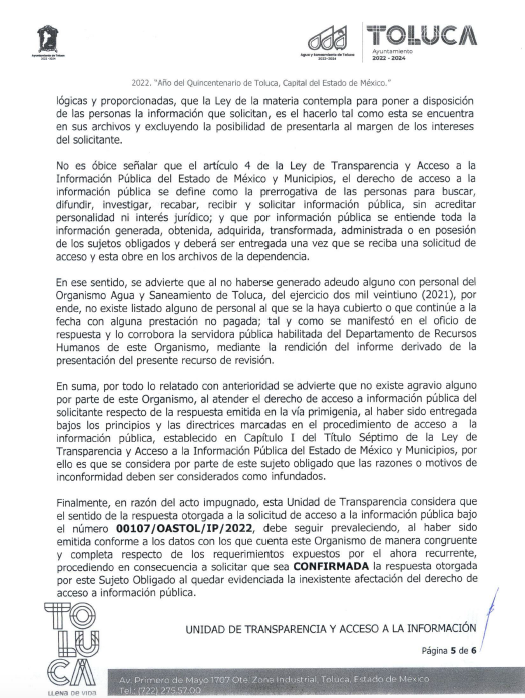 Ayuntamiento de Toluca
2022 - 2024
Agua y Saneamiento de Toluca
2022-2024
TOLUCA
Ayuntamiento
2022 - 2024
2022. "Año del Quincentenario de Toluca, Capital del Estado de México."
lógicas y proporcionadas, que la Ley de la materia contempla para poner a disposición
de las personas la información que solicitan, es el hacerlo tal como esta se encuentra
en sus archivos y excluyendo la posibilidad de presentarla al margen de los intereses
del solicitante.
No es óbice señalar que el artículo 4 de la Ley de Transparencia y Acceso a la
Información Pública del Estado de México y Municipios, el derecho de acceso a la
información pública se define como la prerrogativa de las personas para buscar,
difundir, investigar, recabar, recibir y solicitar información pública, sin acreditar
personalidad ni interés jurídico; y que por información pública se entiende toda la
información generada, obtenida, adquirida, transformada, administrada o en posesión
de los sujetos obligados y deberá ser entregada una vez que se reciba una solicitud de
acceso y esta obre en los archivos de la dependencia.
En ese sentido, se advierte que al no haberse generado adeudo alguno con personal del
Organismo Agua y Saneamiento de Toluca, del ejercicio dos mil veintiuno (2021), por
ende, no existe listado alguno de personal al que se la haya cubierto o que continúe a la
fecha con alguna prestación no pagada; tal y como se manifestó en el oficio de
respuesta y lo corrobora la servidora pública habilitada del Departamento de Recursos
Humanos de este Organismo, mediante la rendición del informe derivado de la
presentación del presente recurso de revisión.
En suma, por todo lo relatado con anterioridad se advierte que no existe agravio alguno
por parte de este Organismo, al atender el derecho de acceso a información pública del
solicitante respecto de la respuesta emitida en la vía primigenia, al haber sido entregada
bajos los principios y las directrices marcadas en el procedimiento de acceso a la
información pública, establecido en Capítulo I del Título Séptimo de la Ley de
Transparencia y Acceso a la Información Pública del Estado de México y Municipios, por
ello es que se considera por parte de este sujeto obligado que las razones o motivos de
inconformidad deben ser considerados como infundados.
Finalmente, en razón del acto impugnado, esta Unidad de Transparencia considera que
el sentido de la respuesta otorgada a la solicitud de acceso a la información pública bajo
el número 00107/OASTOL/IP/2022, debe seguir prevaleciendo, al haber sido
emitida conforme a los datos con los que cuenta este Organismo de manera congruente
y completa respecto de los requerimientos expuestos por el ahora recurrente,
procediendo en consecuencia a solicitar que sea CONFIRMADA la respuesta otorgada
por este Sujeto Obligado al quedar evidenciada la inexistente afectación del derecho de
acceso a información pública.
UNIDAD DE TRANSPARENCIA Y ACCESO A LA INFORMACIÓN
Página 5 de 6
TO
LU
CA
LLENA DE VIDA
Av. Primero de Mayo 1707 Ote. Zona Industrial, Toluca, Estado de México
Tel.: (722) 275.57.00